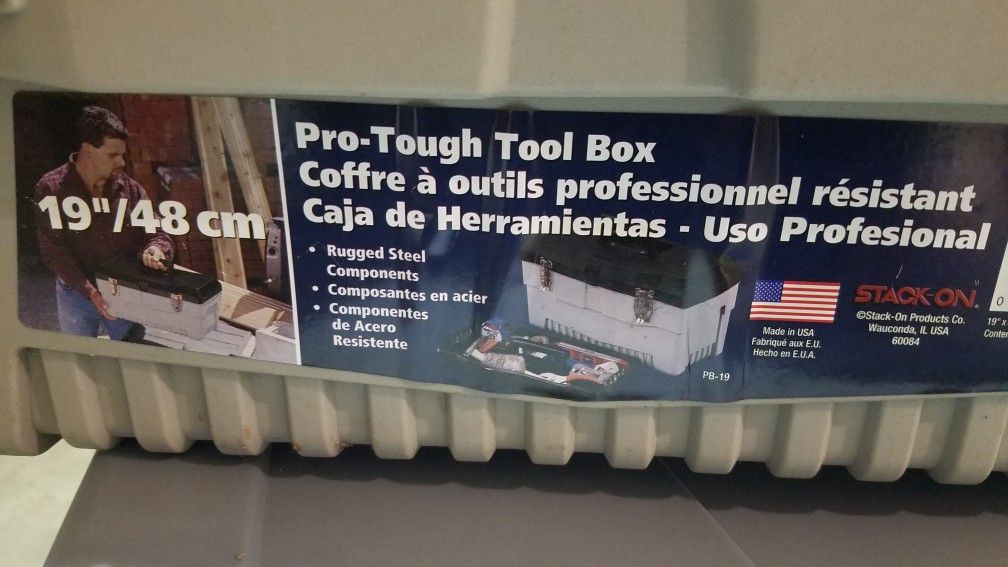 19"/48 cm
Pro-Tough Tool Box
Coffre à outils professionnel résistant
Caja de Herramientas - Uso Profesional
• Rugged Steel
Components
• Composantes en acier
• Componentes
de Acero
Resistente
PB-19
Made in USA
Fabriqué aux E.U.
Hecho en E.U.A.
STACK-ON.
©Stack-On Products Co.
Wauconda, IL USA
60084
0
19" x